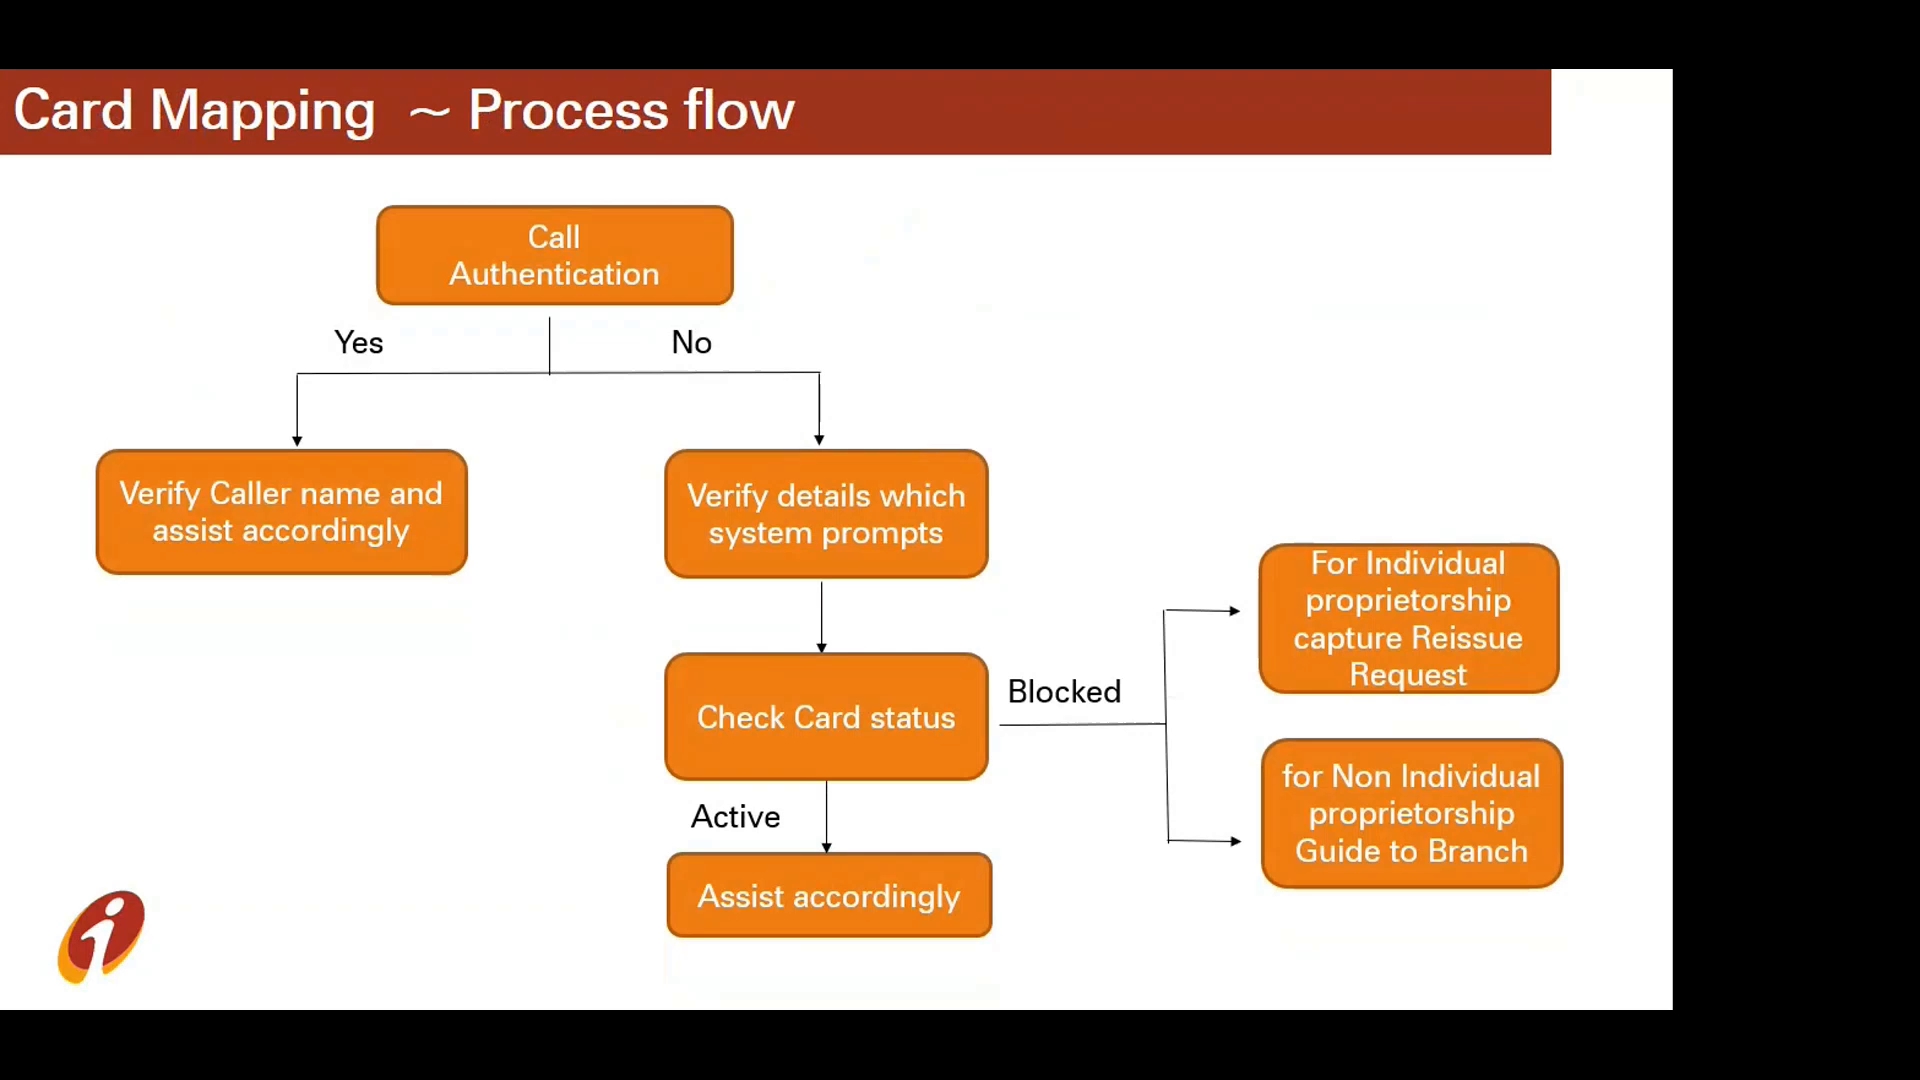 Card Mapping ~ Process flow
Call
Authentication
Yes
No
Verify Caller name and
assist accordingly
Verify details which
system prompts
For Individual
proprietorship
capture Reissue
Request
Check Card status
Blocked
for Non Individual
proprietorship
Guide to Branch
Active
Assist accordingly